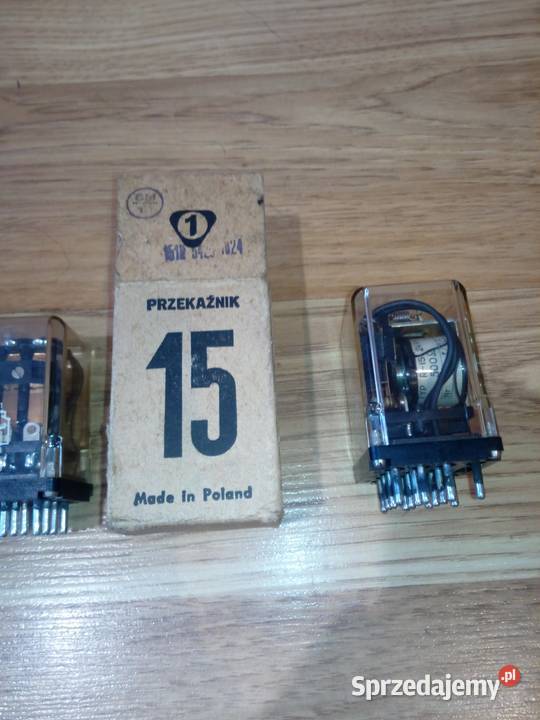 1
PRZEKAŹNIK
15
Made in Poland
Sprzedajemy.pl